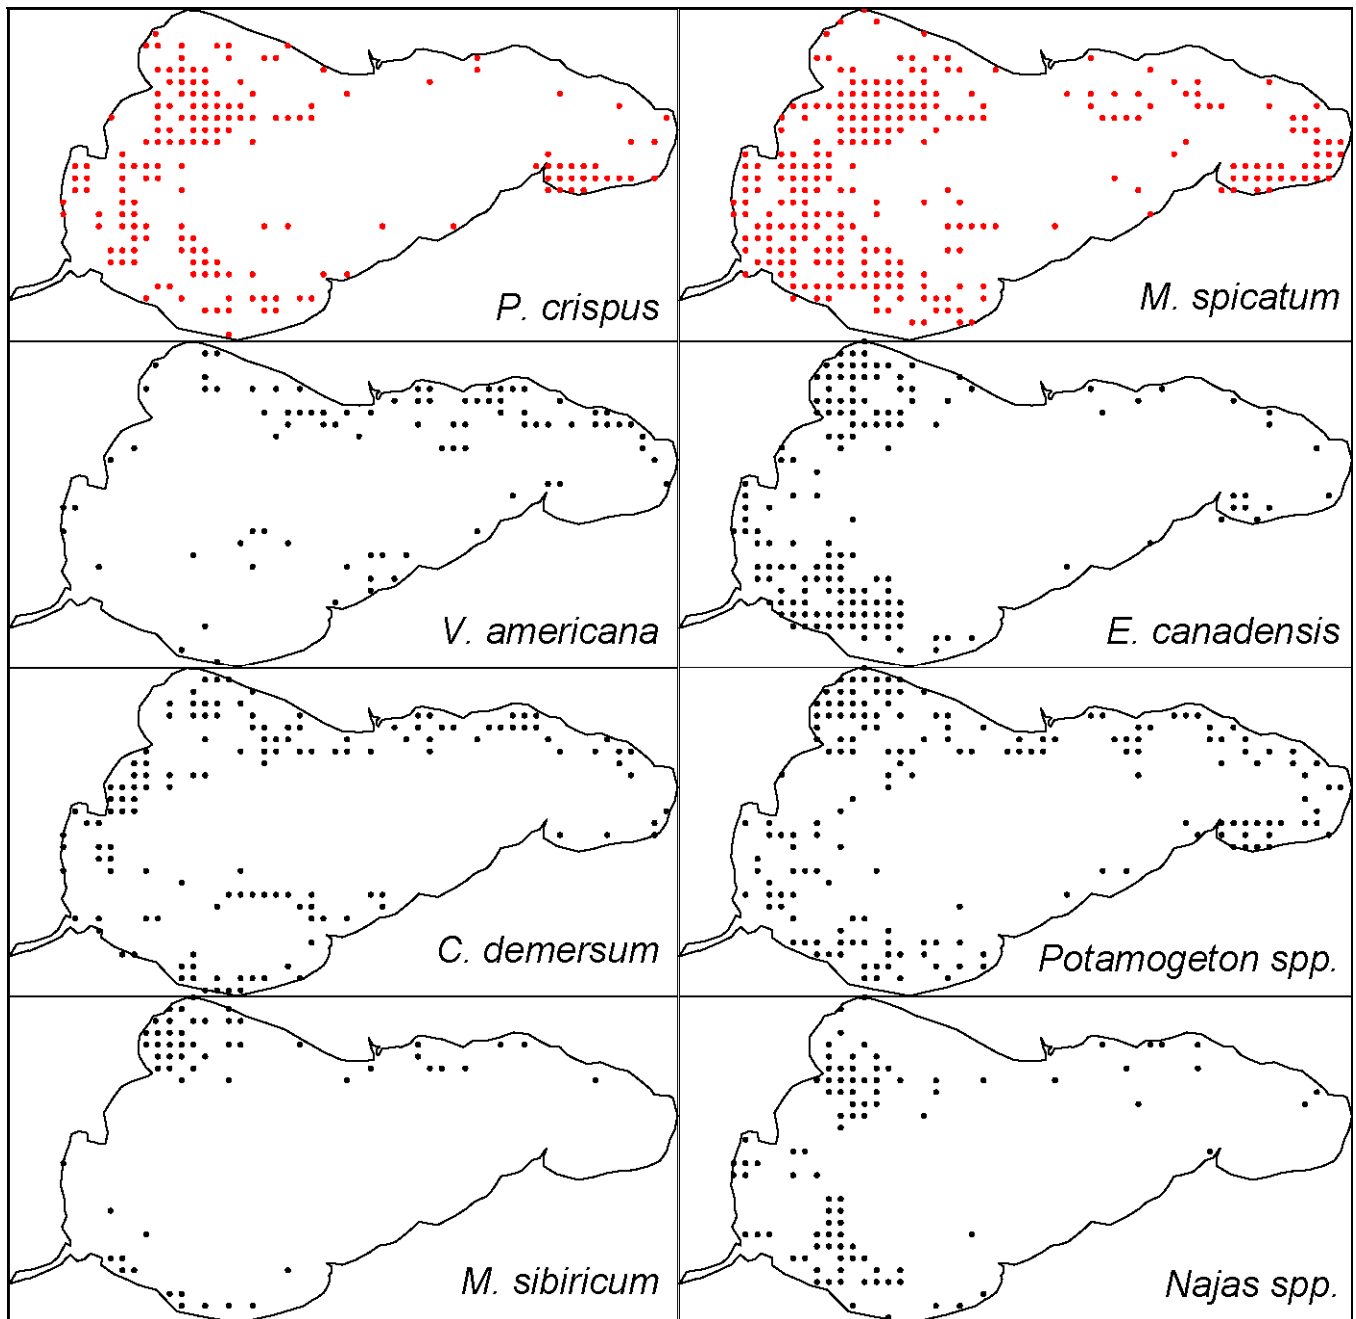 P. crispus
M. spicatum
V. americana
E. canadensis
C. demersum
Potamogeton spp.
M. sibiricum
Najas spp.